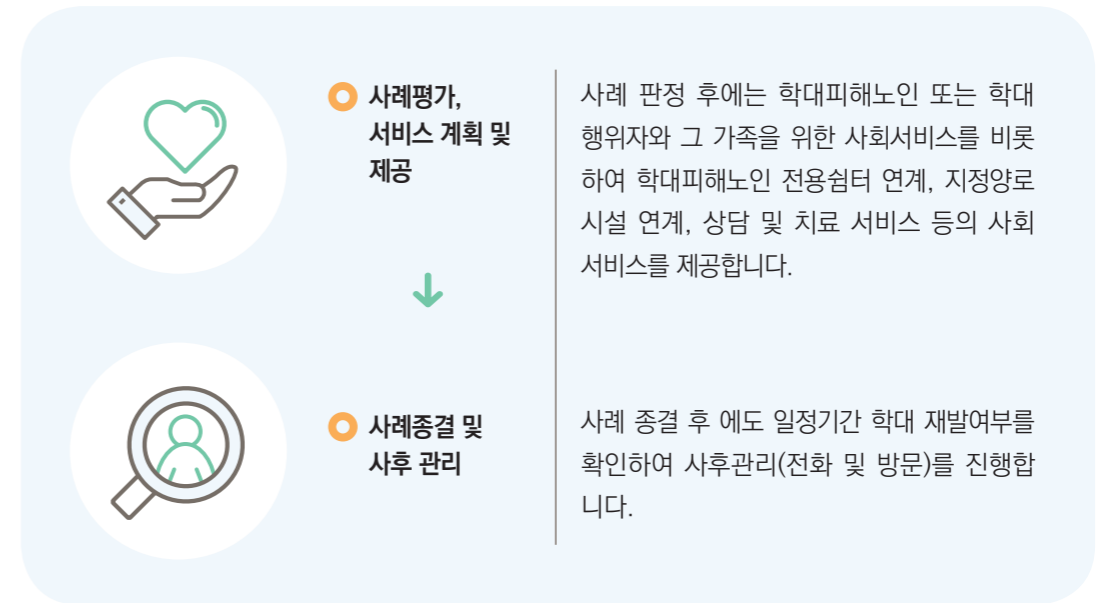 사례평가,
서비스 계획 및
제공
사례 판정 후에는 학대피해노인 또는 학대
행위자와 그 가족을 위한 사회서비스를 비롯
하여 학대피해노인 전용쉼터 연계, 지정양로
시설 연계, 상담 및 치료 서비스 등의 사회
서비스를 제공합니다.
사례종결 및
사후 관리
사례 종결 후 에도 일정기간 학대 재발여부를
확인하여 사후관리(전화 및 방문)를 진행합
니다.